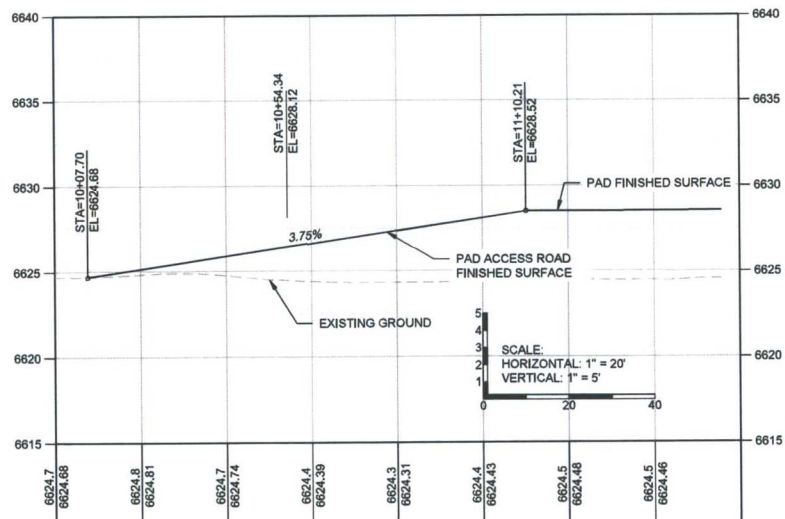 6640
6640
6635
6635
6630
6630
6625
6625
6620
6620
6615
6615
STA=10+07.70
EL=6624.68
STA=10+54.34
EL=6628.12
STA=11+10.21
EL=6628.52
PAD FINISHED SURFACE
3.75%
PAD ACCESS ROAD
FINISHED SURFACE
EXISTING GROUND
5
4
3
2
1
0
20
40
SCALE:
HORIZONTAL: 1" = 20'
VERTICAL: 1" = 5'
6624.7
6624.68
6624.8
6624.81
6624.7
6624.74
6624.4
6624.39
6624.3
6624.31
6624.4
6624.43
6624.5
6624.48
6624.5
6624.46